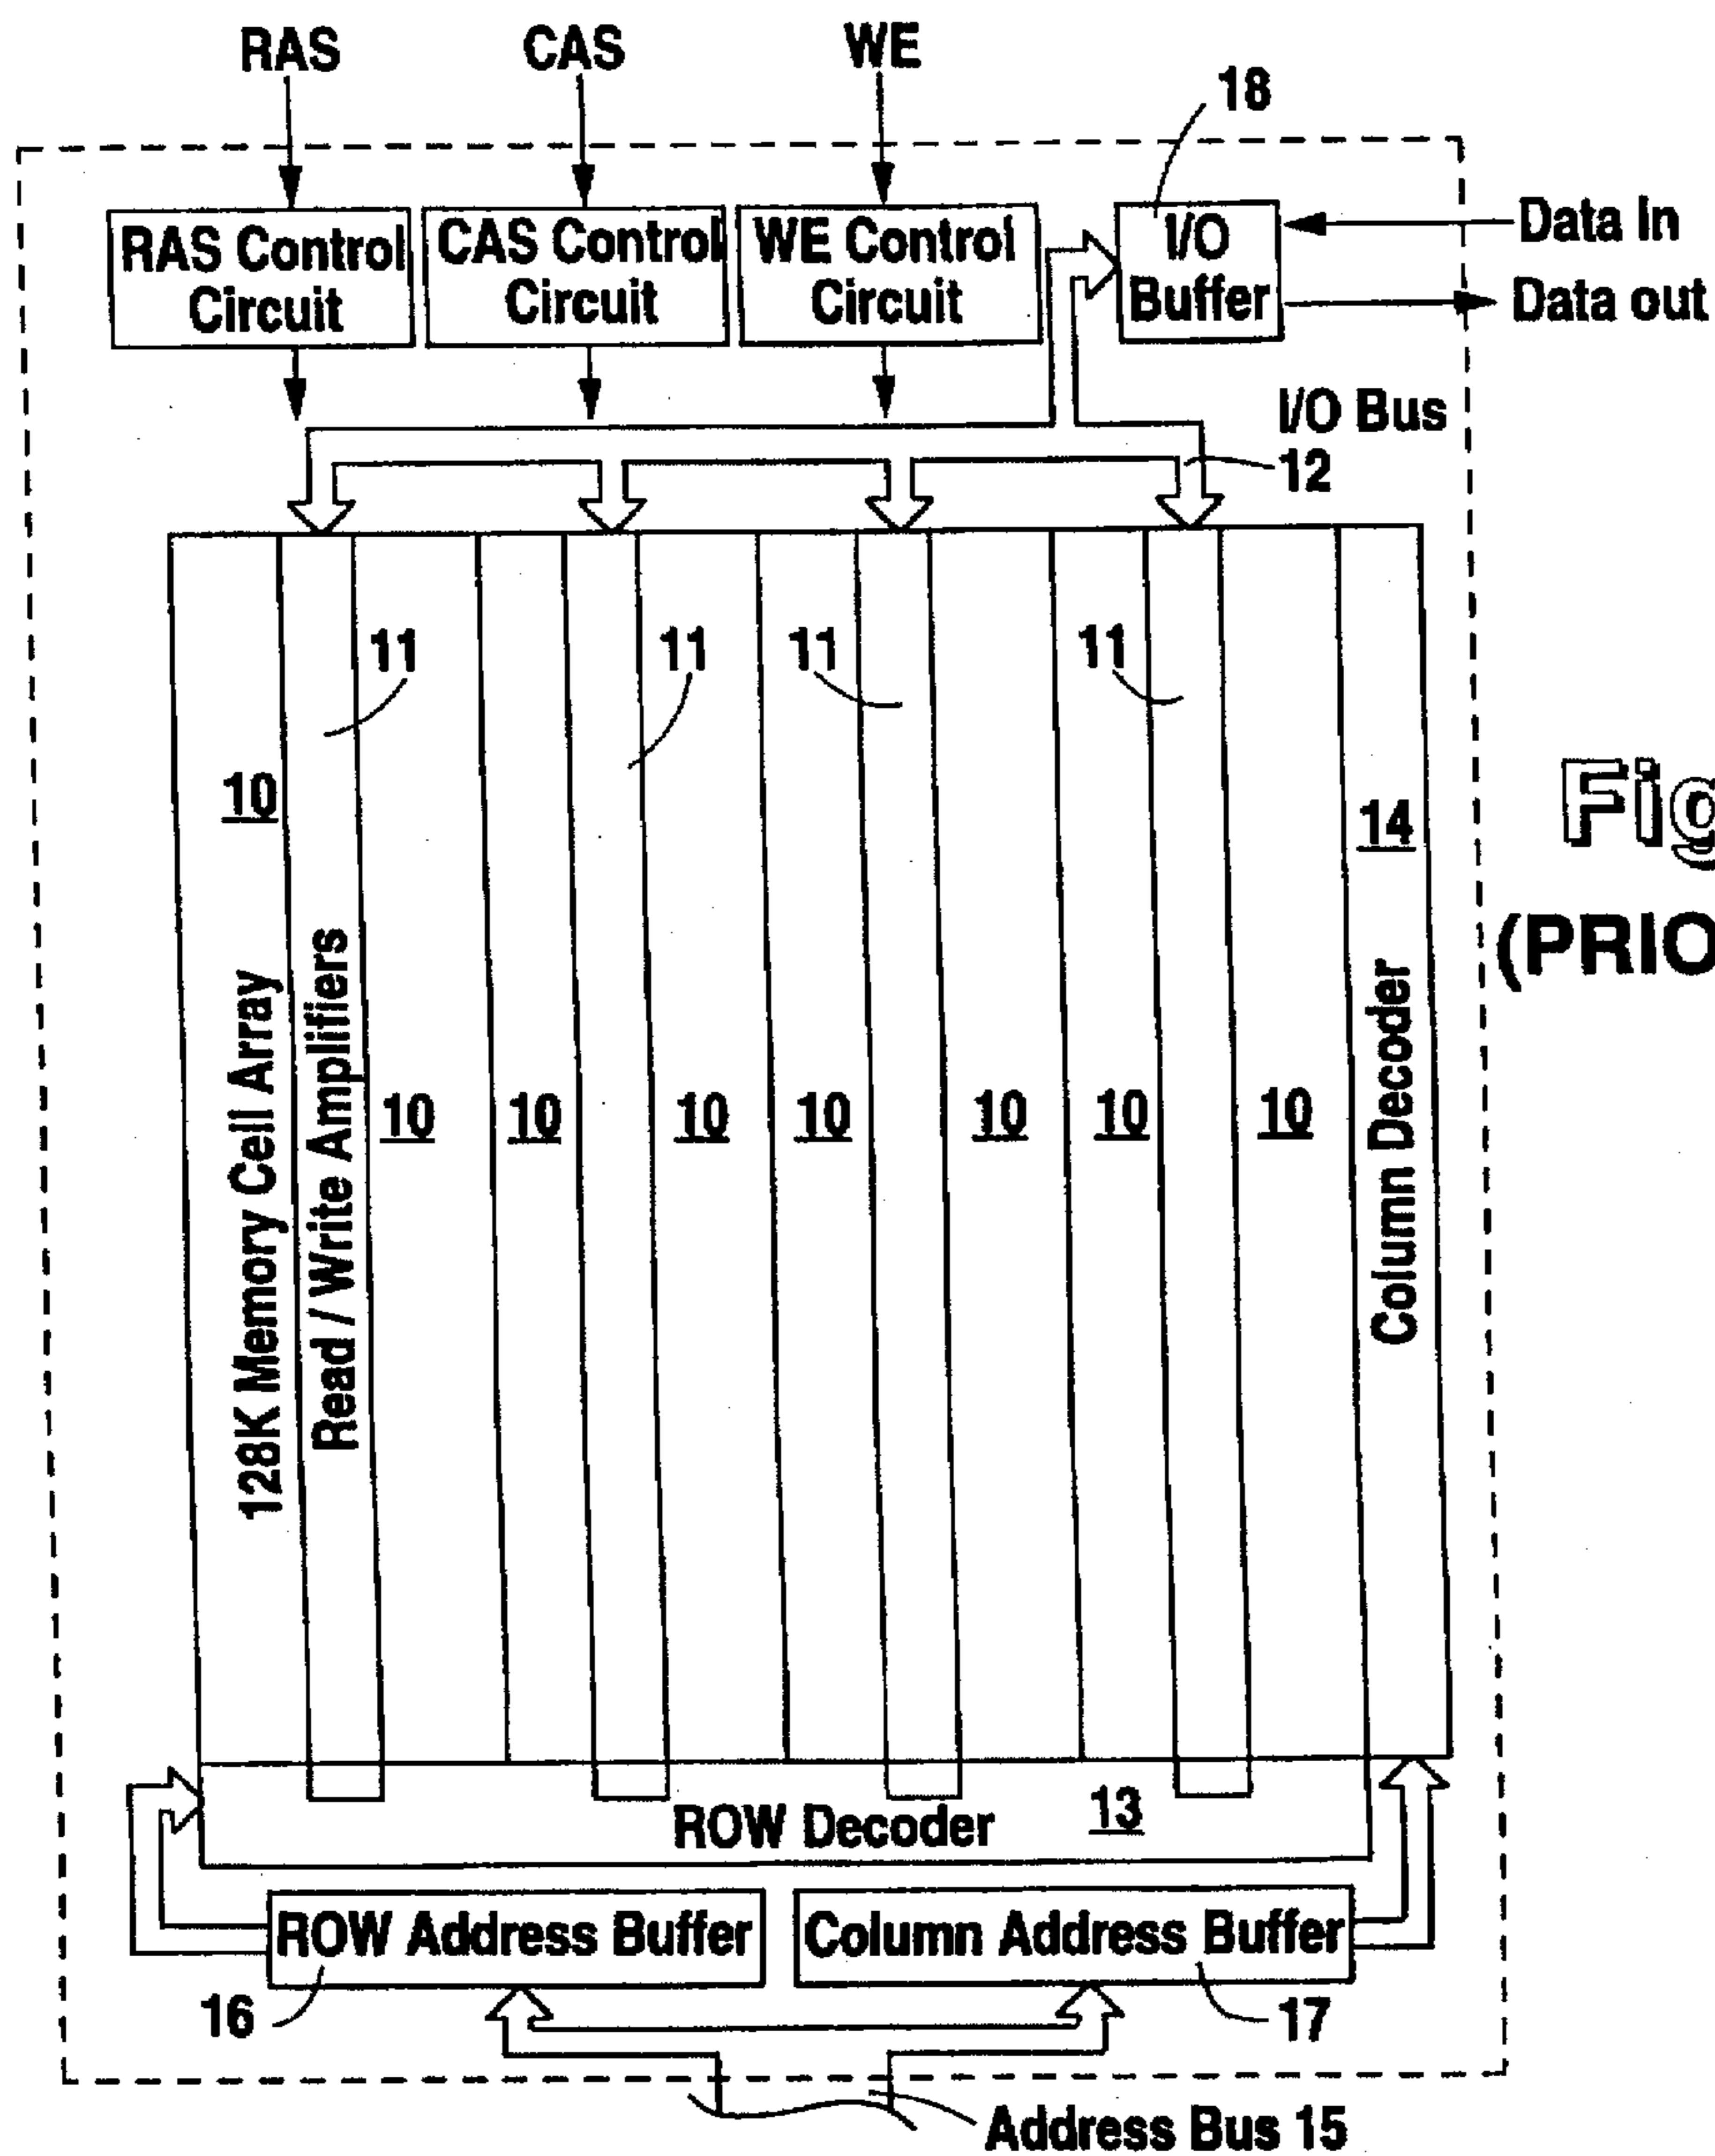 RAS
CAS
WE
18
RAS Control
Circuit
CAS Control
Circuit
WE Control
Circuit
I/O
Buffer
Data In
Data out
I/O Bus
12
11
11
11
11
10
14
Fig
(PRIO
128K Memory Cell Array
Read / Write Amplifiers
10
10
10
10
10
10
10
Column Decoder
ROW Decoder
13
ROW Address Buffer
Column Address Buffer
16
17
Address Bus 15